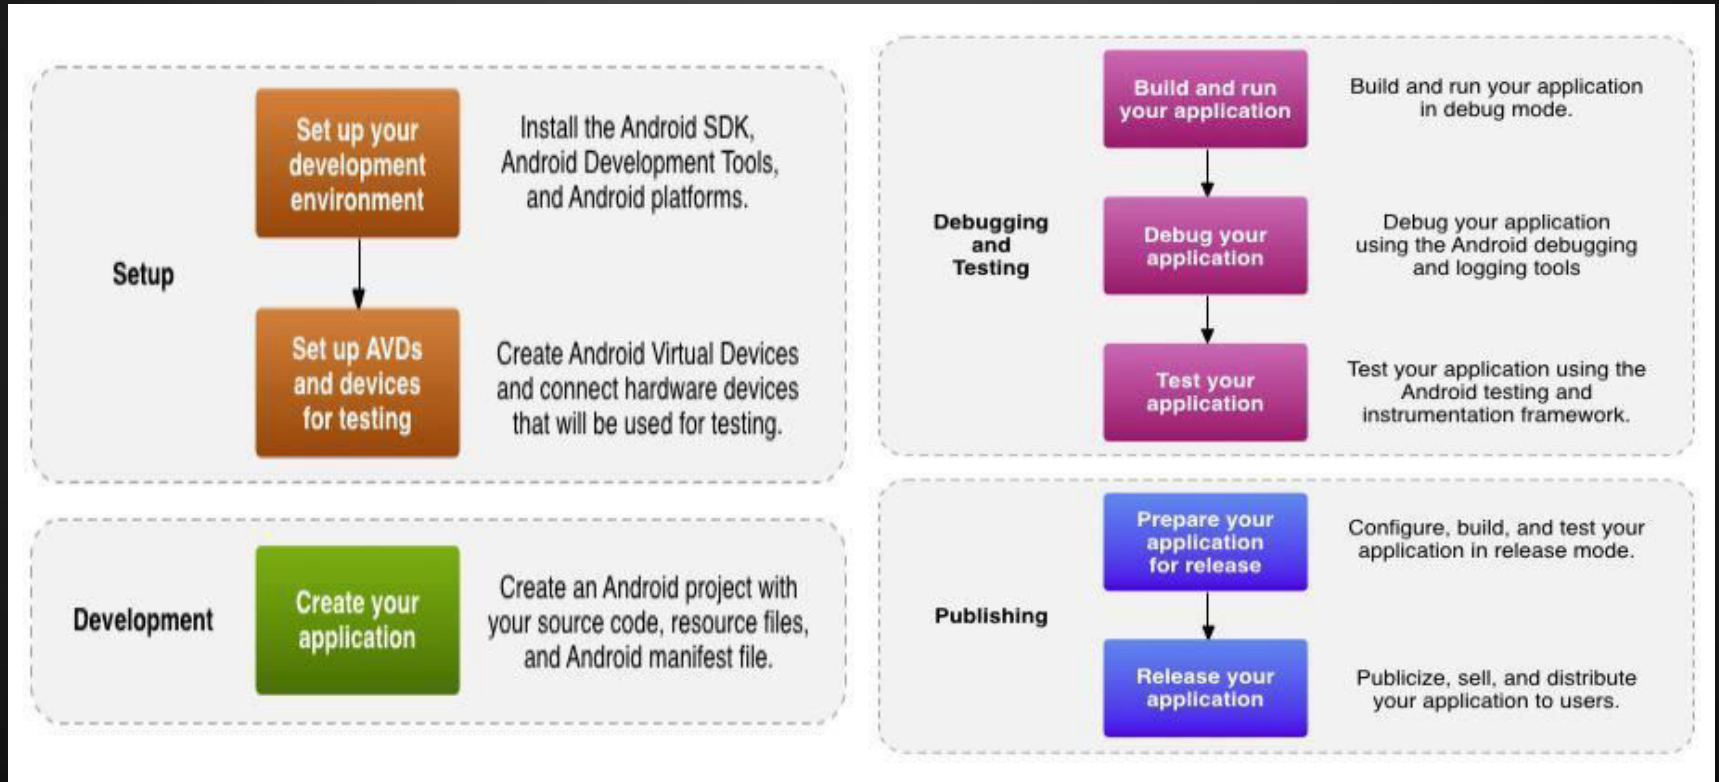 Setup
Set up your
development
environment
Install the Android SDK,
Android Development Tools,
and Android platforms.
Set up AVDs
and devices
for testing
Create Android Virtual Devices
and connect hardware devices
that will be used for testing.
Development
Create your
application
Create an Android project with
your source code, resource files,
and Android manifest file.
Debugging
and
Testing
Build and run
your application
Build and run your application
in debug mode.
Debug your
application
Debug your application
using the Android debugging
and logging tools
Test your
application
Test your application using the
Android testing and
instrumentation framework.
Publishing
Prepare your
application
for release
Configure, build, and test your
application in release mode.
Release your
application
Publicize, sell, and distribute
your application to users.